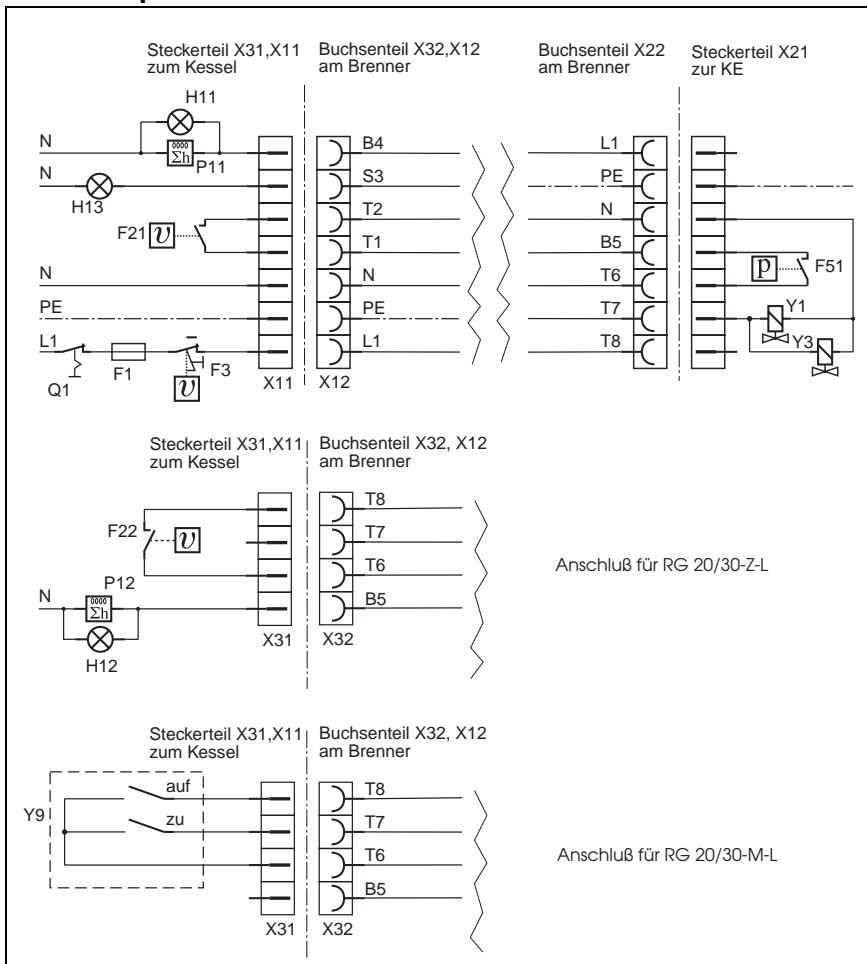 Steckerteil X31,X11
zum Kessel
Buchsenteil X32,X12
am Brenner
Buchsenteil X22
am Brenner
Steckerteil X21
zur KE
H11
N
0000
Σh
P11
B4
L1
N
H13
S3
PE
F21
υ
T2
N
T1
B5
N
N
T6
p
F51
PE
PE
T7
Y1
L1
Q1
F1
F3
υ
L1
T8
Y3
X11
X12
Steckerteil X31,X11
zum Kessel
Buchsenteil X32, X12
am Brenner
T8
F22
υ
T7
T6
P12
N
0000
Σh
B5
H12
X31
X32
Anschluß für RG 20/30-Z-L
Steckerteil X31,X11
zum Kessel
Buchsenteil X32, X12
am Brenner
Y9
auf
T8
zu
T7
T6
B5
X31
X32
Anschluß für RG 20/30-M-L